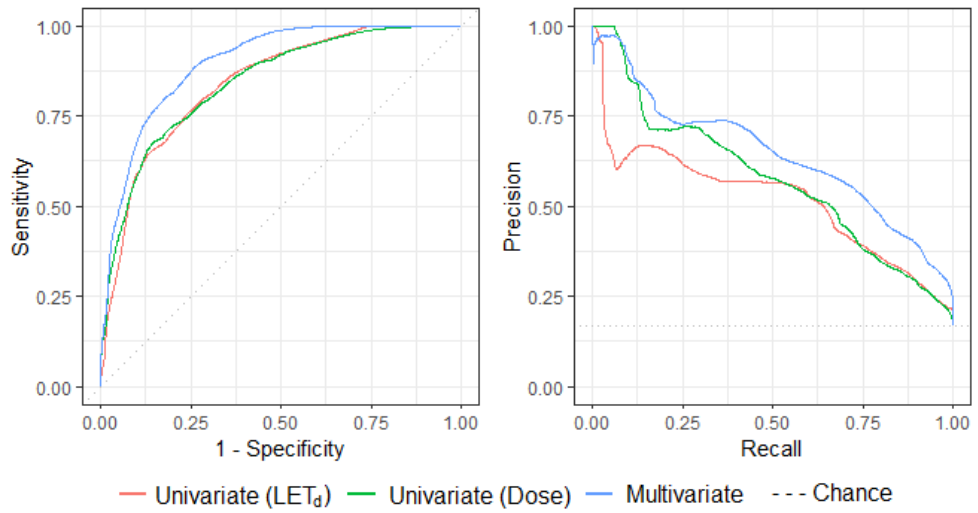 1.00
0.75
0.50
0.25
0.00
Sensitivity
0.00 0.25 0.50 0.75 1.00
1 - Specificity
1.00
0.75
0.50
0.25
0.00
Precision
0.00 0.25 0.50 0.75 1.00
Recall
Univariate (LETd) Univariate (Dose) Multivariate Chance